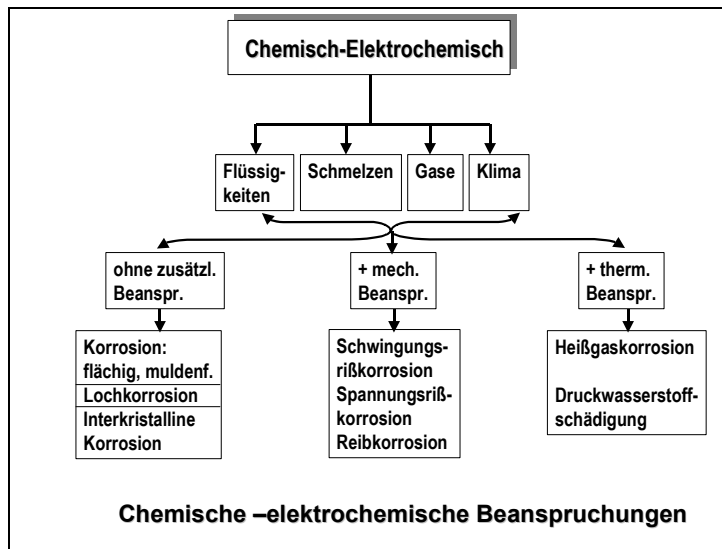 Chemisch-Elektrochemisch
Flüssig-
keiten
Schmelzen
Gase
Klima
ohne zusätzl.
Beanspr.
+ mech.
Beanspr.
+ therm.
Beanspr.
Korrosion:
flächig, muldenf.
Lochkorrosion
Interkristalline
Korrosion
Schwingungs-
rißkorrosion
Spannungsriß-
korrosion
Reibkorrosion
Heißgaskorrosion
Druckwasserstoff-
schädigung
Chemische –elektrochemische Beanspruchungen